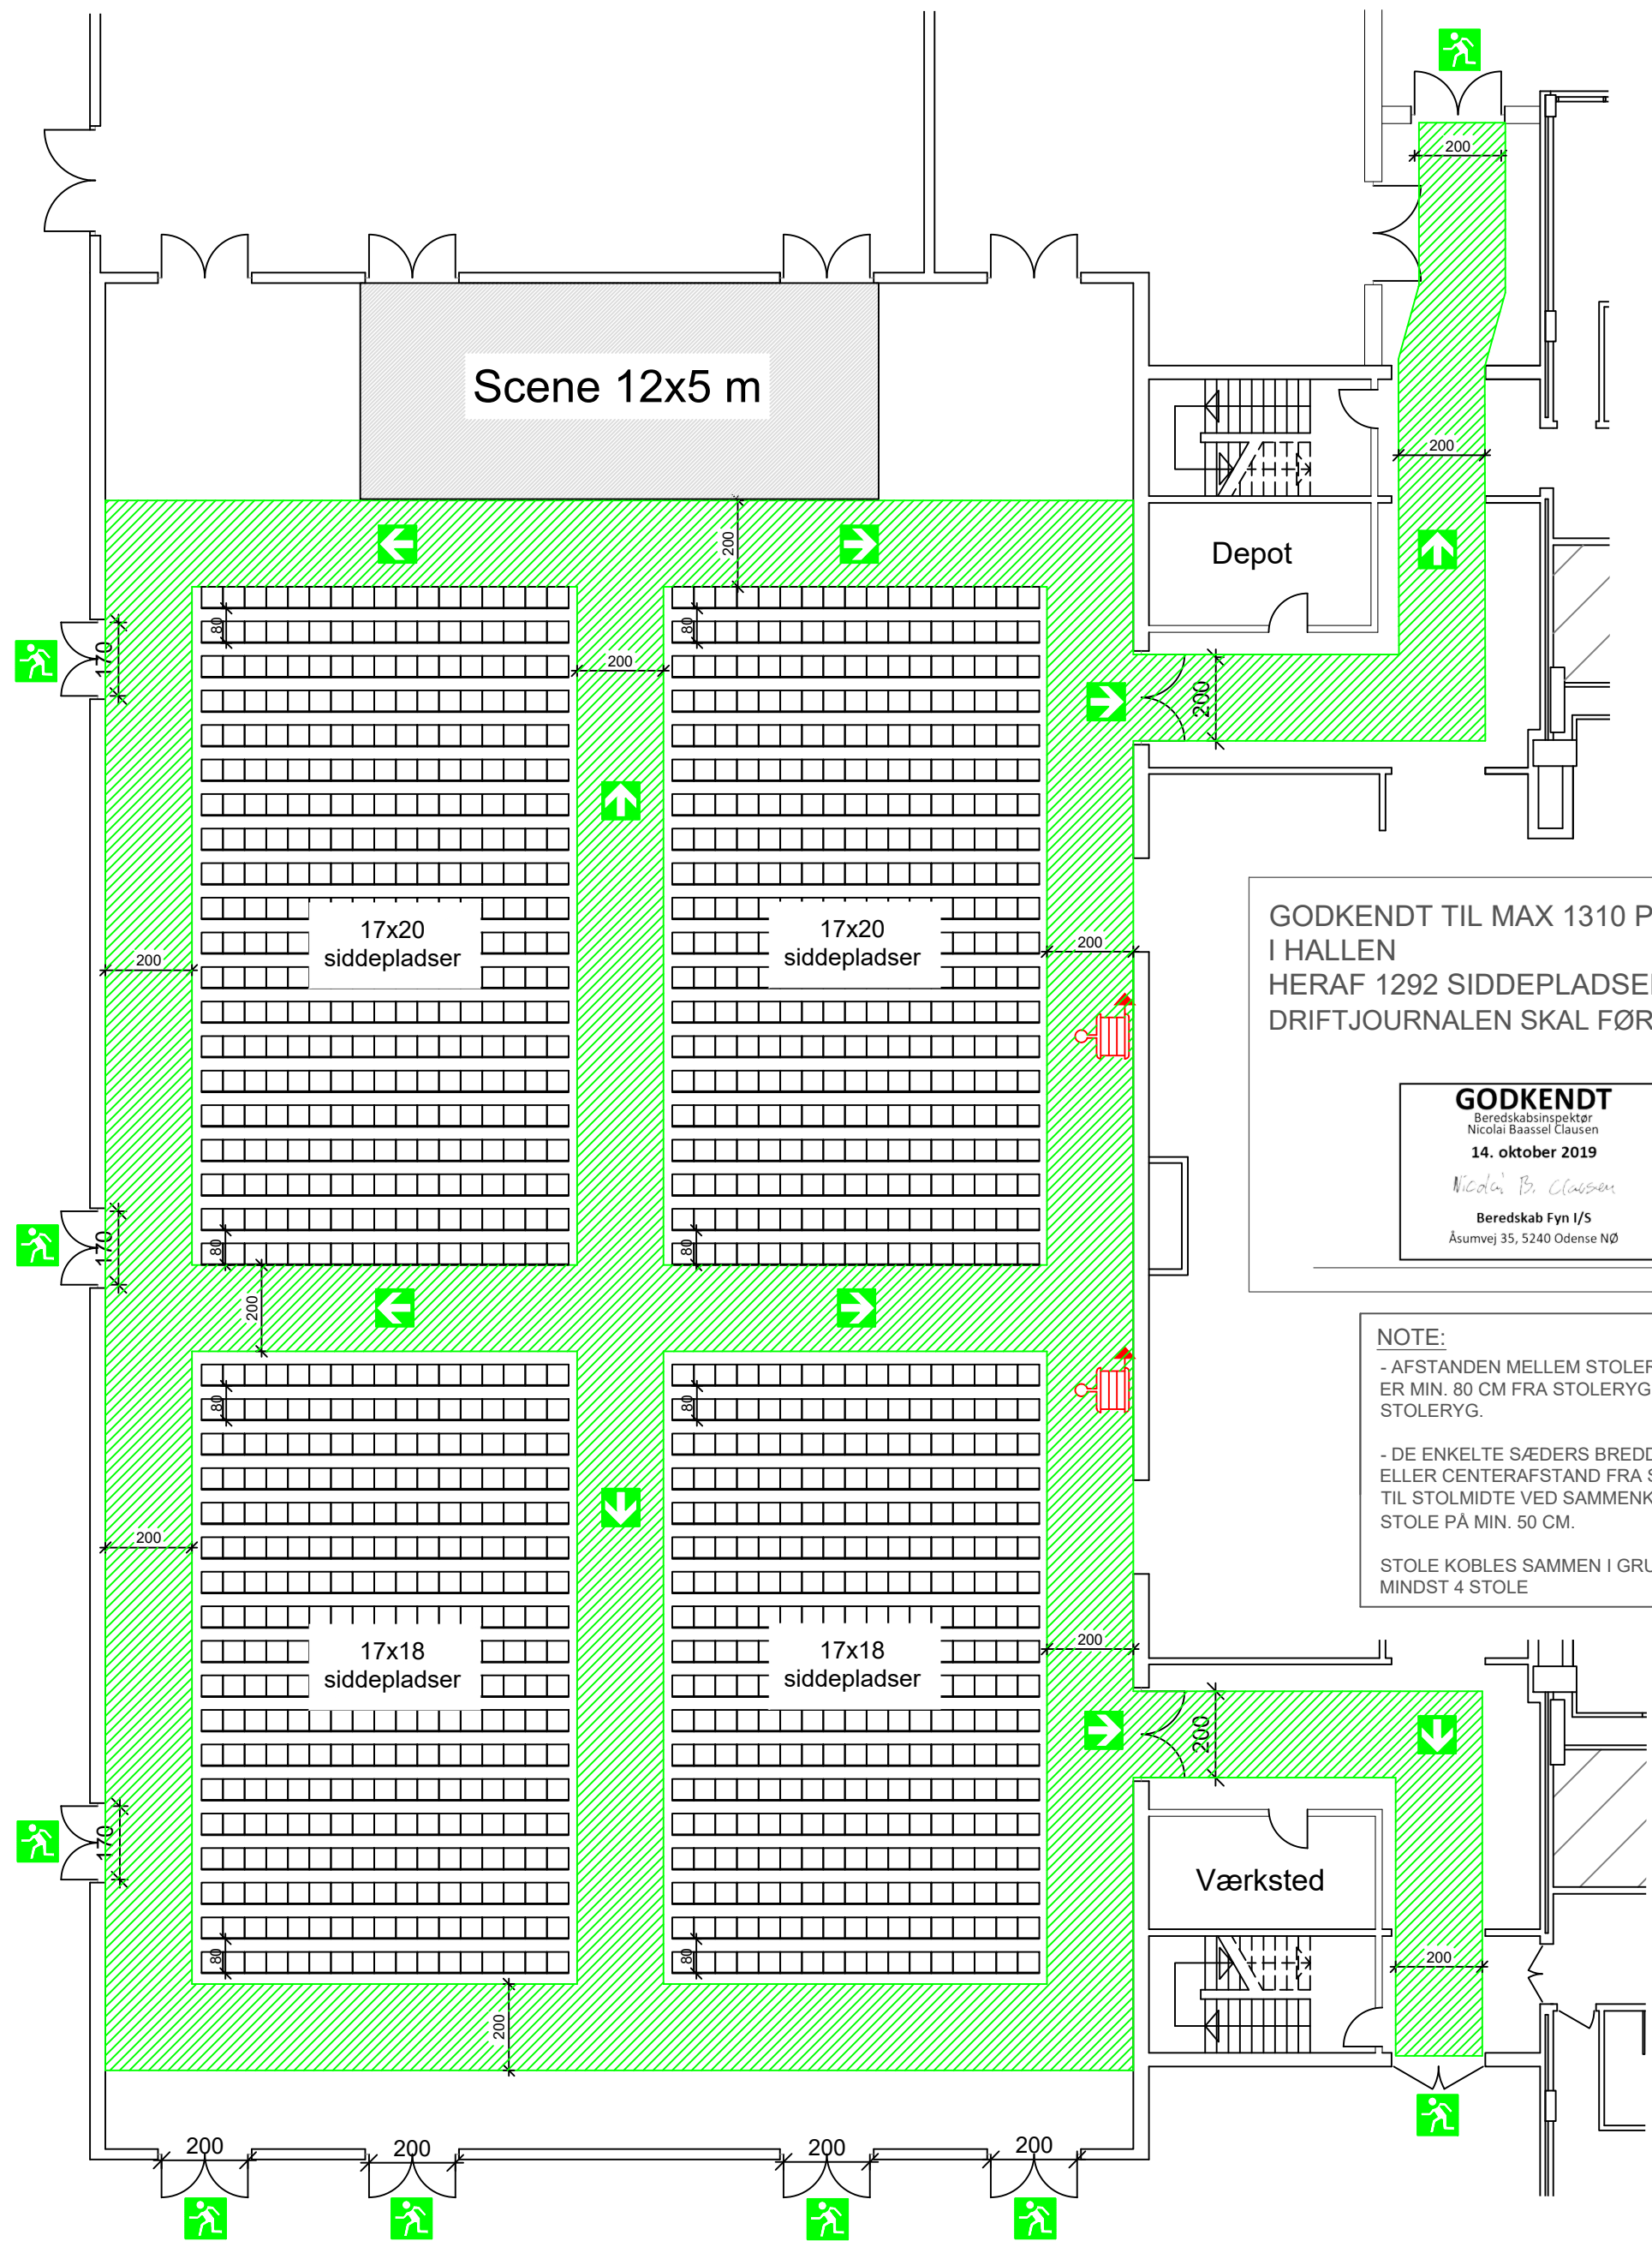 200
Scene 12x5 m
200
200
Depot
80
80
170
200
200
17x20
siddepladser
17x20
siddepladser
200
200
GODKENDT TIL MAX 1310 P
I HALLEN
HERAF 1292 SIDDEPLADSE
DRIFTJOURNALEN SKAL FØR
GODKENDT
Beredskabsinspektør
Nicolai Baassel Clausen
14. oktober 2019
Nicolai B. Clausen
Beredskab Fyn I/S
Åsumvej 35, 5240 Odense NØ
170
80
80
200
NOTE:
- AFSTANDEN MELLEM STOLER
ER MIN. 80 CM FRA STOLERYG
STOLERYG.
- DE ENKELTE SÆDERS BREDD
ELLER CENTERAFSTAND FRA S
TIL STOLMIDTE VED SAMMENK
STOLE PÅ MIN. 50 CM.
STOLE KOBLES SAMMEN I GRU
MINDST 4 STOLE
80
80
200
17x18
siddepladser
17x18
siddepladser
200
200
170
Værksted
80
80
200
200
200
200
200
200